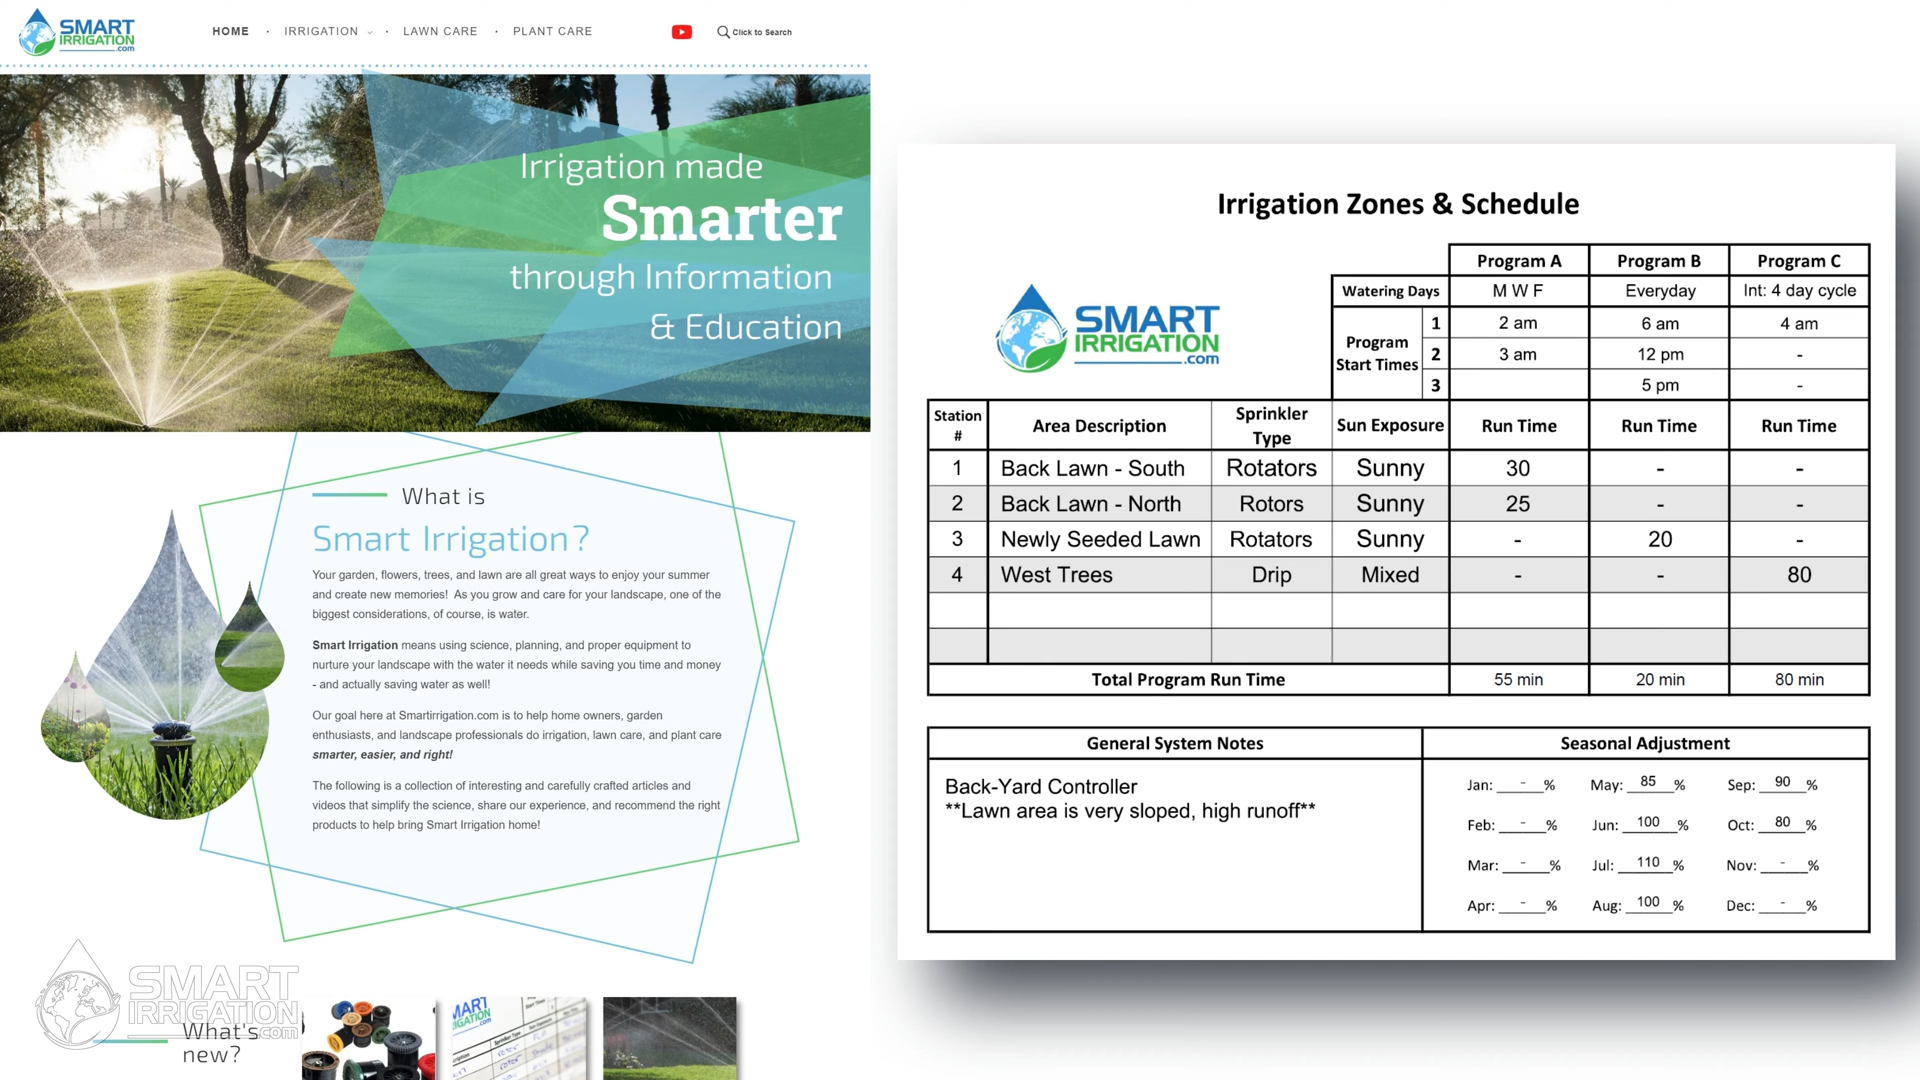 SMART
IRRIGATION
.com
HOME · IRRIGATION · LAWN CARE · PLANT CARE
Click to Search
Irrigation made
Smarter
through Information
& Education
What is
Smart Irrigation?
Your garden, flowers, trees, and lawn are all great ways to enjoy your summer
and create new memories! As you grow and care for your landscape, one of the
biggest considerations, of course, is water.
Smart Irrigation means using science, planning, and proper equipment to
nurture your landscape with the water it needs while saving you time and money
- and actually saving water as well!
Our goal here at Smartirrigation.com is to help home owners, garden
enthusiasts, and landscape professionals do irrigation, lawn care, and plant care
smarter, easier, and right!
The following is a collection of interesting and carefully crafted articles and
videos that simplify the science, share our experience, and recommend the right
products to help bring Smart Irrigation home!
SMART
IRRIGATION
.com
What's
new?
Irrigation Zones & Schedule
SMART
IRRIGATION
.com
Program A Program B Program C
Watering Days M W F Everyday Int: 4 day cycle
Program Start Times
1 2 am 6 am 4 am
2 3 am 12 pm -
3 5 pm -
Station # Area Description Sprinkler Type Sun Exposure Run Time Run Time Run Time
1 Back Lawn - South Rotators Sunny 30 - -
2 Back Lawn - North Rotors Sunny 25 - -
3 Newly Seeded Lawn Rotators Sunny - 20 -
4 West Trees Drip Mixed - - 80
Total Program Run Time 55 min 20 min 80 min
General System Notes
Back-Yard Controller
**Lawn area is very sloped, high runoff**
Seasonal Adjustment
Jan: - % May: 85 % Sep: 90 %
Feb: - % Jun: 100 % Oct: 80 %
Mar: - % Jul: 110 % Nov: - %
Apr: - % Aug: 100 % Dec: - %